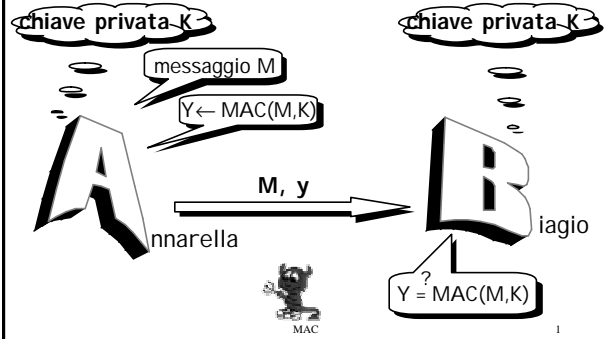 chiave privata K
chiave privata K
messaggio M
Y← MAC(M,K)
M, y
Annarella
Biagio
?
Y = MAC(M,K)
MAC
1